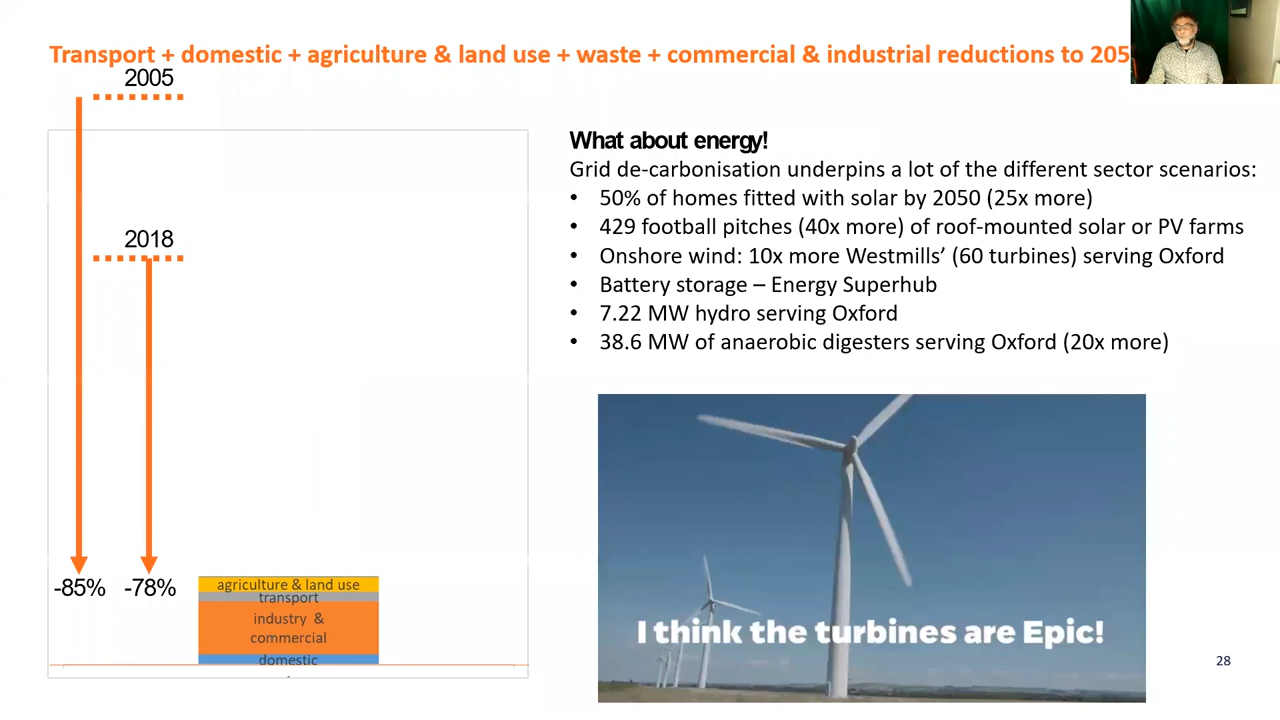 Transport + domestic + agriculture & land use + waste + commercial & industrial reductions to 205
2005
2018
-85%
-78%
agriculture & land use
transport
industry &
commercial
domestic
What about energy!
Grid de-carbonisation underpins a lot of the different sector scenarios:
• 50% of homes fitted with solar by 2050 (25x more)
• 429 football pitches (40x more) of roof-mounted solar or PV farms
• Onshore wind: 10x more Westmills’ (60 turbines) serving Oxford
• Battery storage – Energy Superhub
• 7.22 MW hydro serving Oxford
• 38.6 MW of anaerobic digesters serving Oxford (20x more)
I think the turbines are Epic!
28